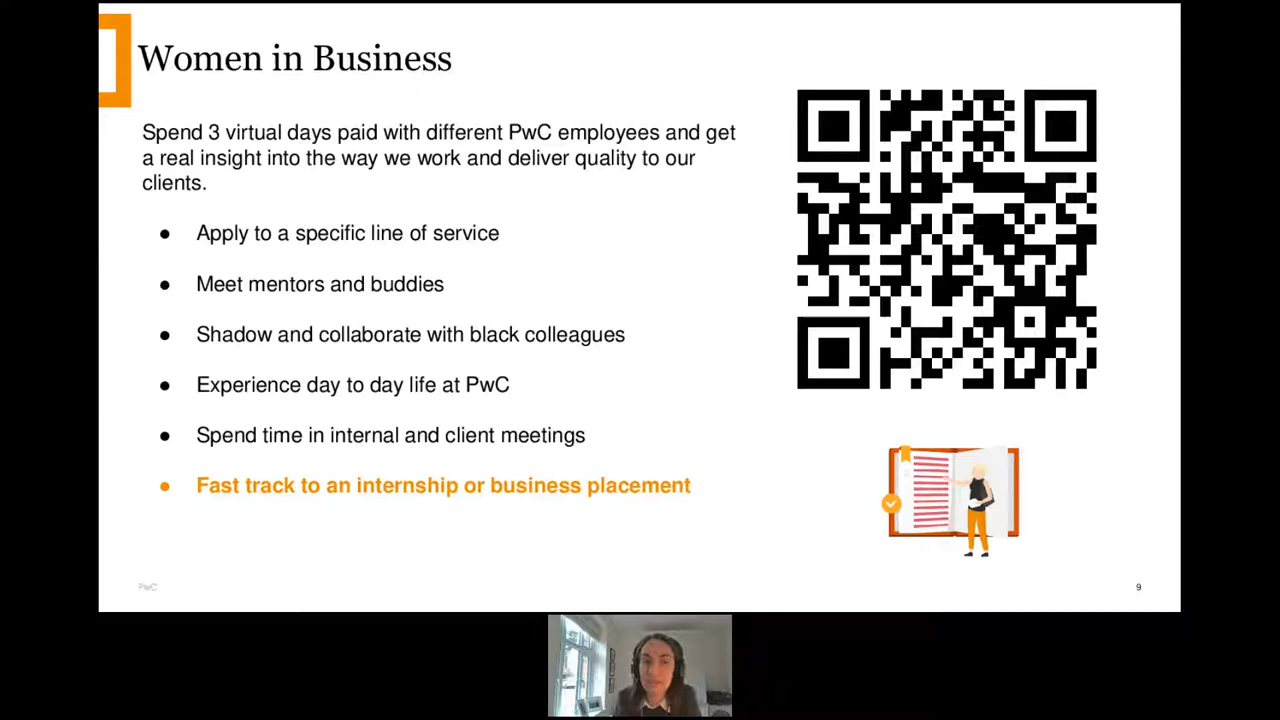 Women in Business
Spend 3 virtual days paid with different PwC employees and get
a real insight into the way we work and deliver quality to our
clients.
● Apply to a specific line of service
● Meet mentors and buddies
● Shadow and collaborate with black colleagues
● Experience day to day life at PwC
● Spend time in internal and client meetings
● Fast track to an internship or business placement
PwC
9